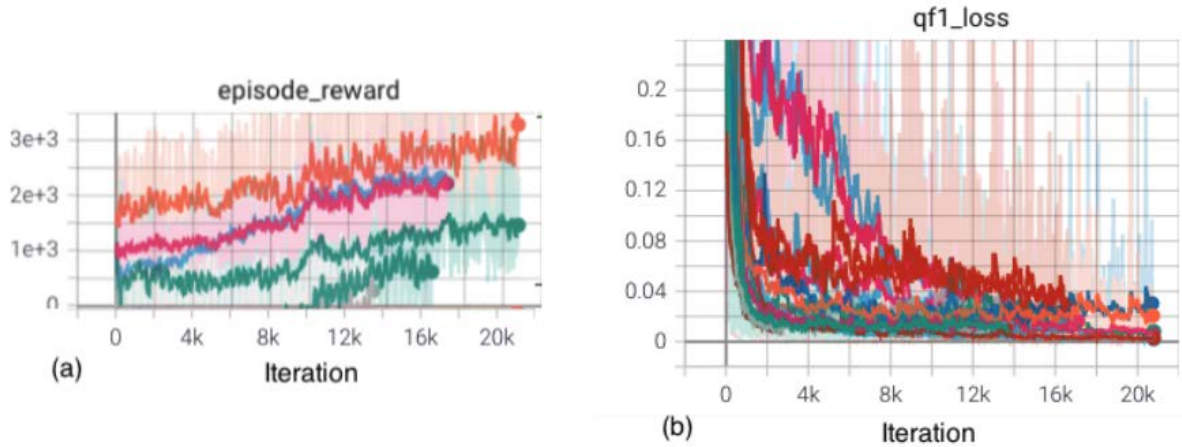 episode_reward
3e+3
2e+3
1e+3
0
0 4k 8k 12k 16k 20k
(a) Iteration
qf1_loss
0.2
0.16
0.12
0.08
0.04
0
0 4k 8k 12k 16k 20k
(b) Iteration